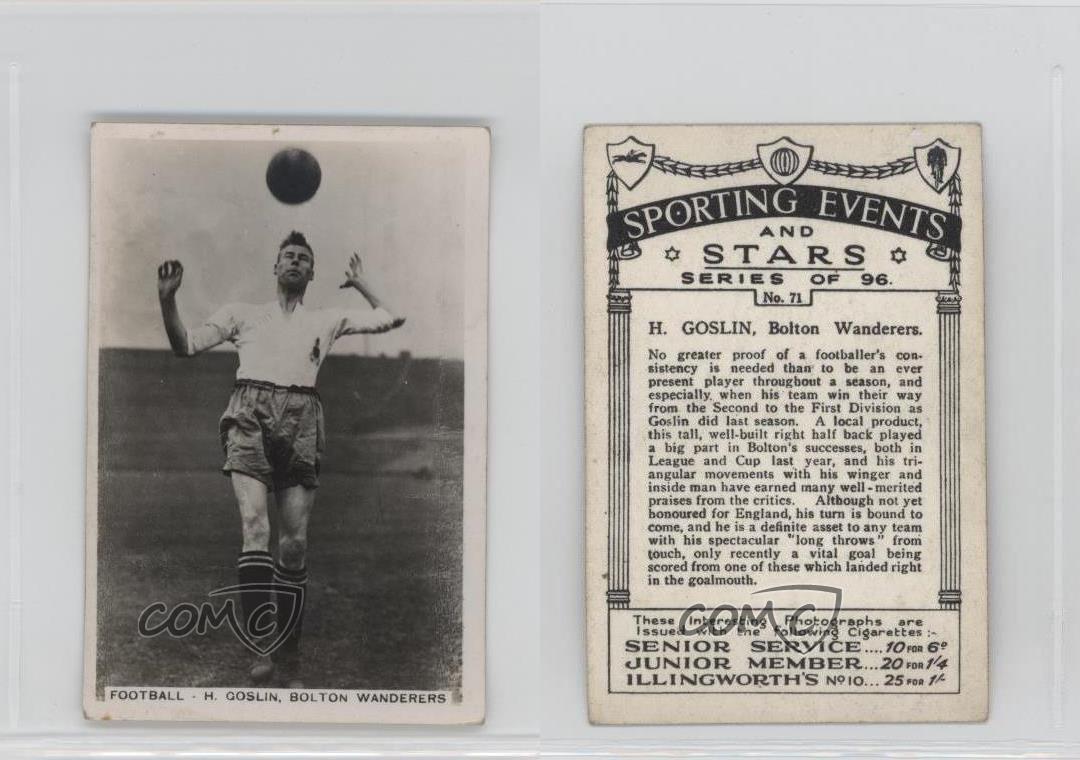 FOOTBALL - H. GOSLIN, BOLTON WANDERERS
COMC
SPORTING EVENTS
AND
STARS
SERIES OF 96.
No. 71
H. GOSLIN, Bolton Wanderers.
No greater proof of a footballer's con-
sistency is needed than to be an ever
present player throughout a season, and
especially when his team win their way
from the Second to the First Division as
Goslin did last season. A local product,
this tall, well-built right half back played
a big part in Bolton's successes, both in
League and Cup last year, and his tri-
angular movements with his winger and
inside man have earned many well-merited
praises from the critics. Although not yet
honoured for England, his turn is bound to
come, and he is a definite asset to any team
with his spectacular "long throws" from
touch, only recently a vital goal being
scored from one of these which landed right
in the goalmouth.
COMC
These Interesting Photographs are
Issued with the following Cigarettes:-
SENIOR SERVICE....10 FOR 6D
JUNIOR MEMBER...20 FOR 1/4
ILLINGWORTH'S No 10...25 FOR 1/-